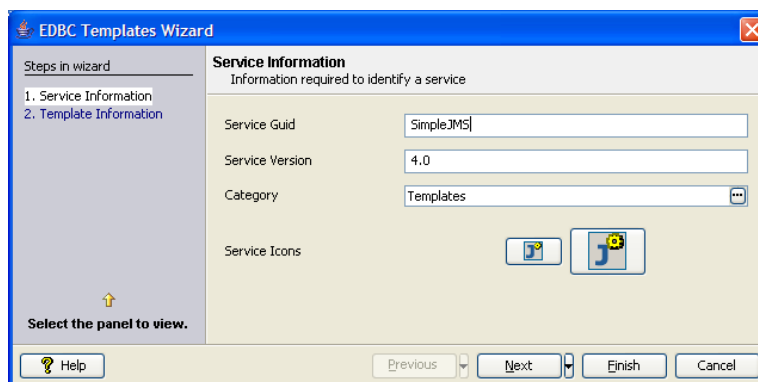 EDBC Templates Wizard
Steps in wizard
1. Service Information
2. Template Information
Select the panel to view.
Service Information
Information required to identify a service
Service Guid
SimpleJMS
Service Version
4.0
Category
Templates
...
Service Icons
J
J
? Help
Previous
Next
Finish
Cancel